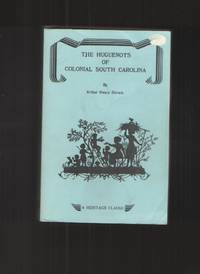 THE HUGUENOTS
OF
COLONIAL SOUTH CAROLINA
By
Arthur Henry Hirsch
A HERITAGE CLASSIC